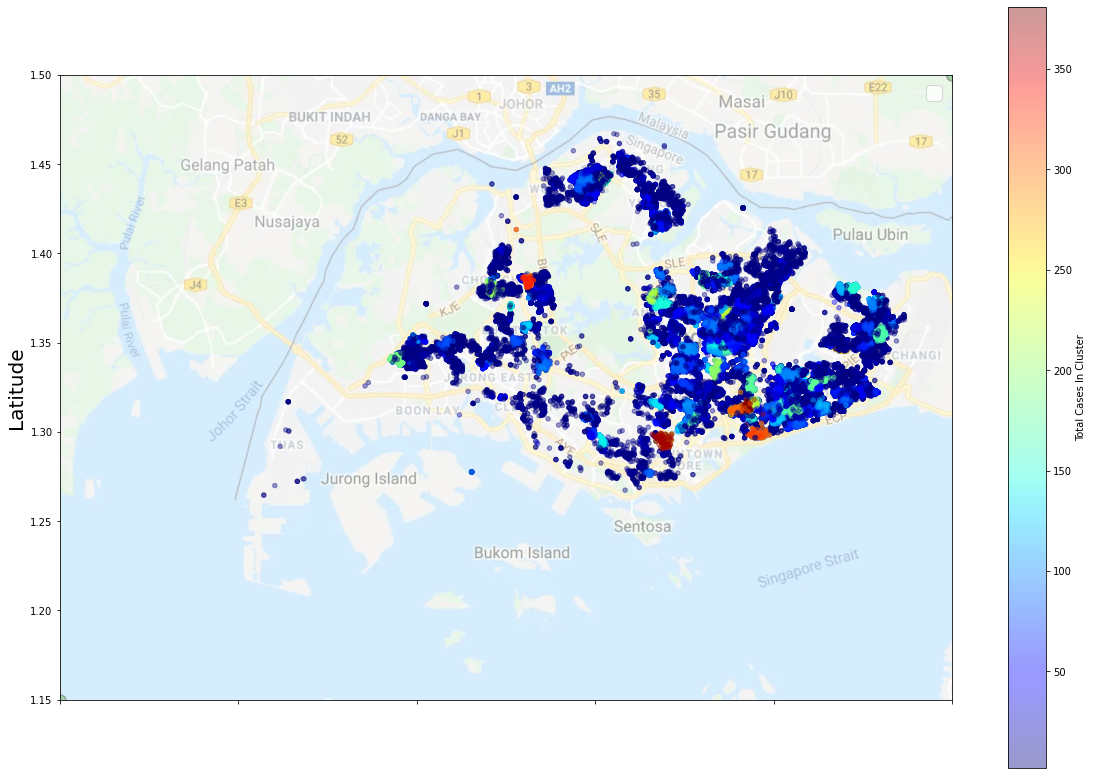 1.50
1.45
1.40
1.35
1.30
1.25
1.20
1.15
Latitude
3
AH2
E22
1
35
J10
JOHOR
Masai
BUKIT INDAH
DANGA BAY
J1
Malaysia
Pasir Gudang
52
17
Singapore
Gelang Patah
17
E3
Nusajaya
Pulai River
SLE
Pulau Ubin
SLE
J4
KJE
Pulai River
PIE
CHANGI
JURONG EAST
BOON LAY
Johor Strait
TUAS
AYE
Jurong Island
Sentosa
Bukom Island
Singapore Strait
350
300
250
200
150
100
50
Total Cases In Cluster